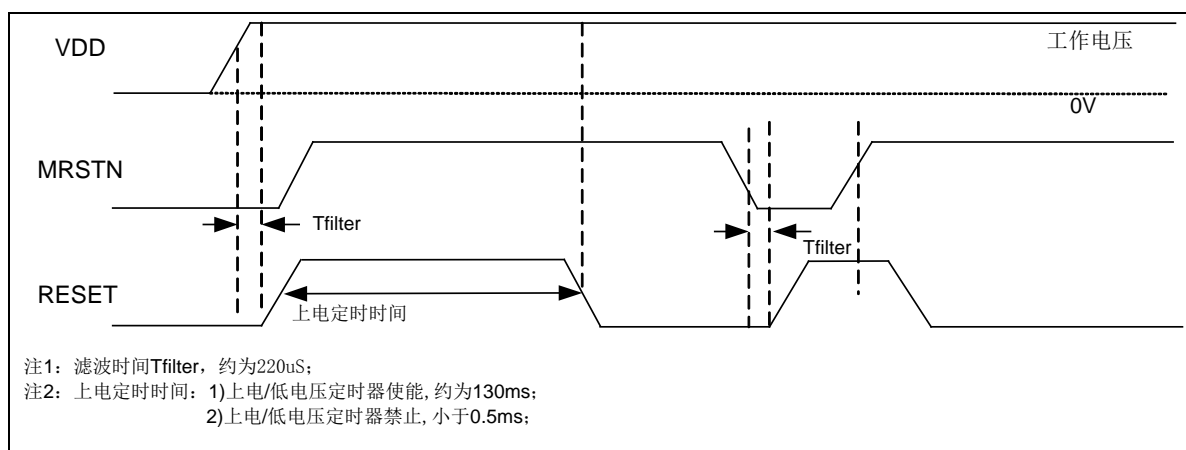 VDD
工作电压
0V
MRSTN
Tfilter
Tfilter
RESET
上电定时时间
注1：滤波时间Tfilter，约为220uS；
注2：上电定时时间：1)上电/低电压定时器使能,约为130ms；
2)上电/低电压定时器禁止,小于0.5ms；